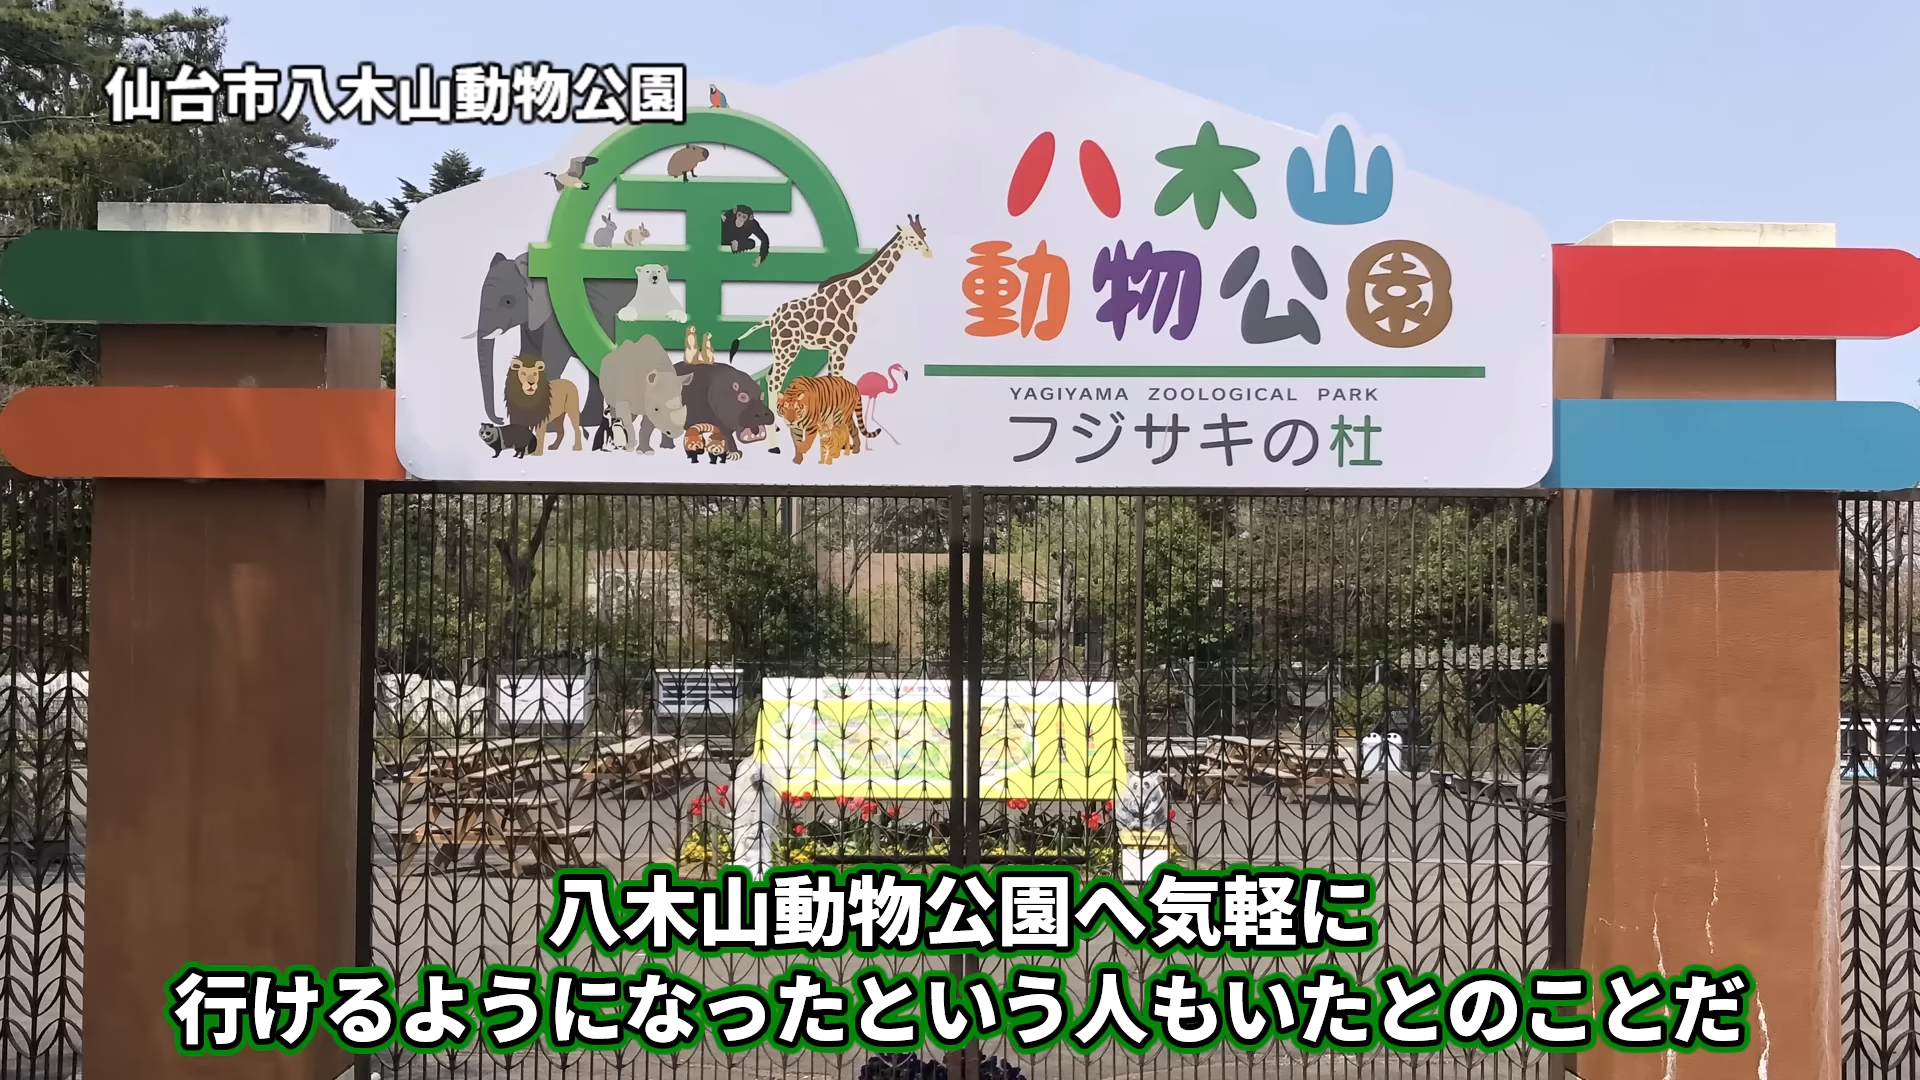 仙台市八木山動物公園
八木山
動物公園
YAGIYAMA ZOOLOGICAL PARK
フジサキの杜
八木山動物公園へ気軽に
行けるようになったという人もいたとのことだ